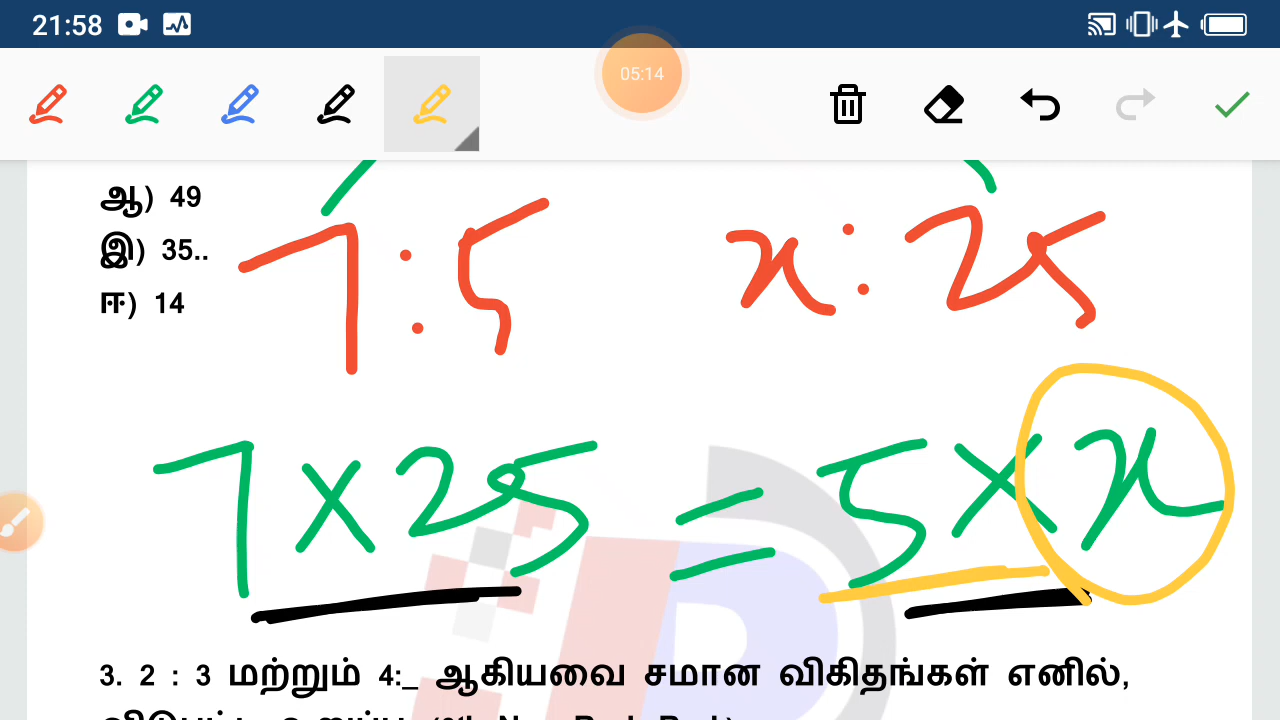 21:58
05:14
ஆ) 49
இ) 35..
ஈ) 14
7 : 5 x : 25
7 x 25 = 5 x x
3. 2 : 3 மற்றும் 4:_ ஆகியவை சமான விகிதங்கள் எனில்,